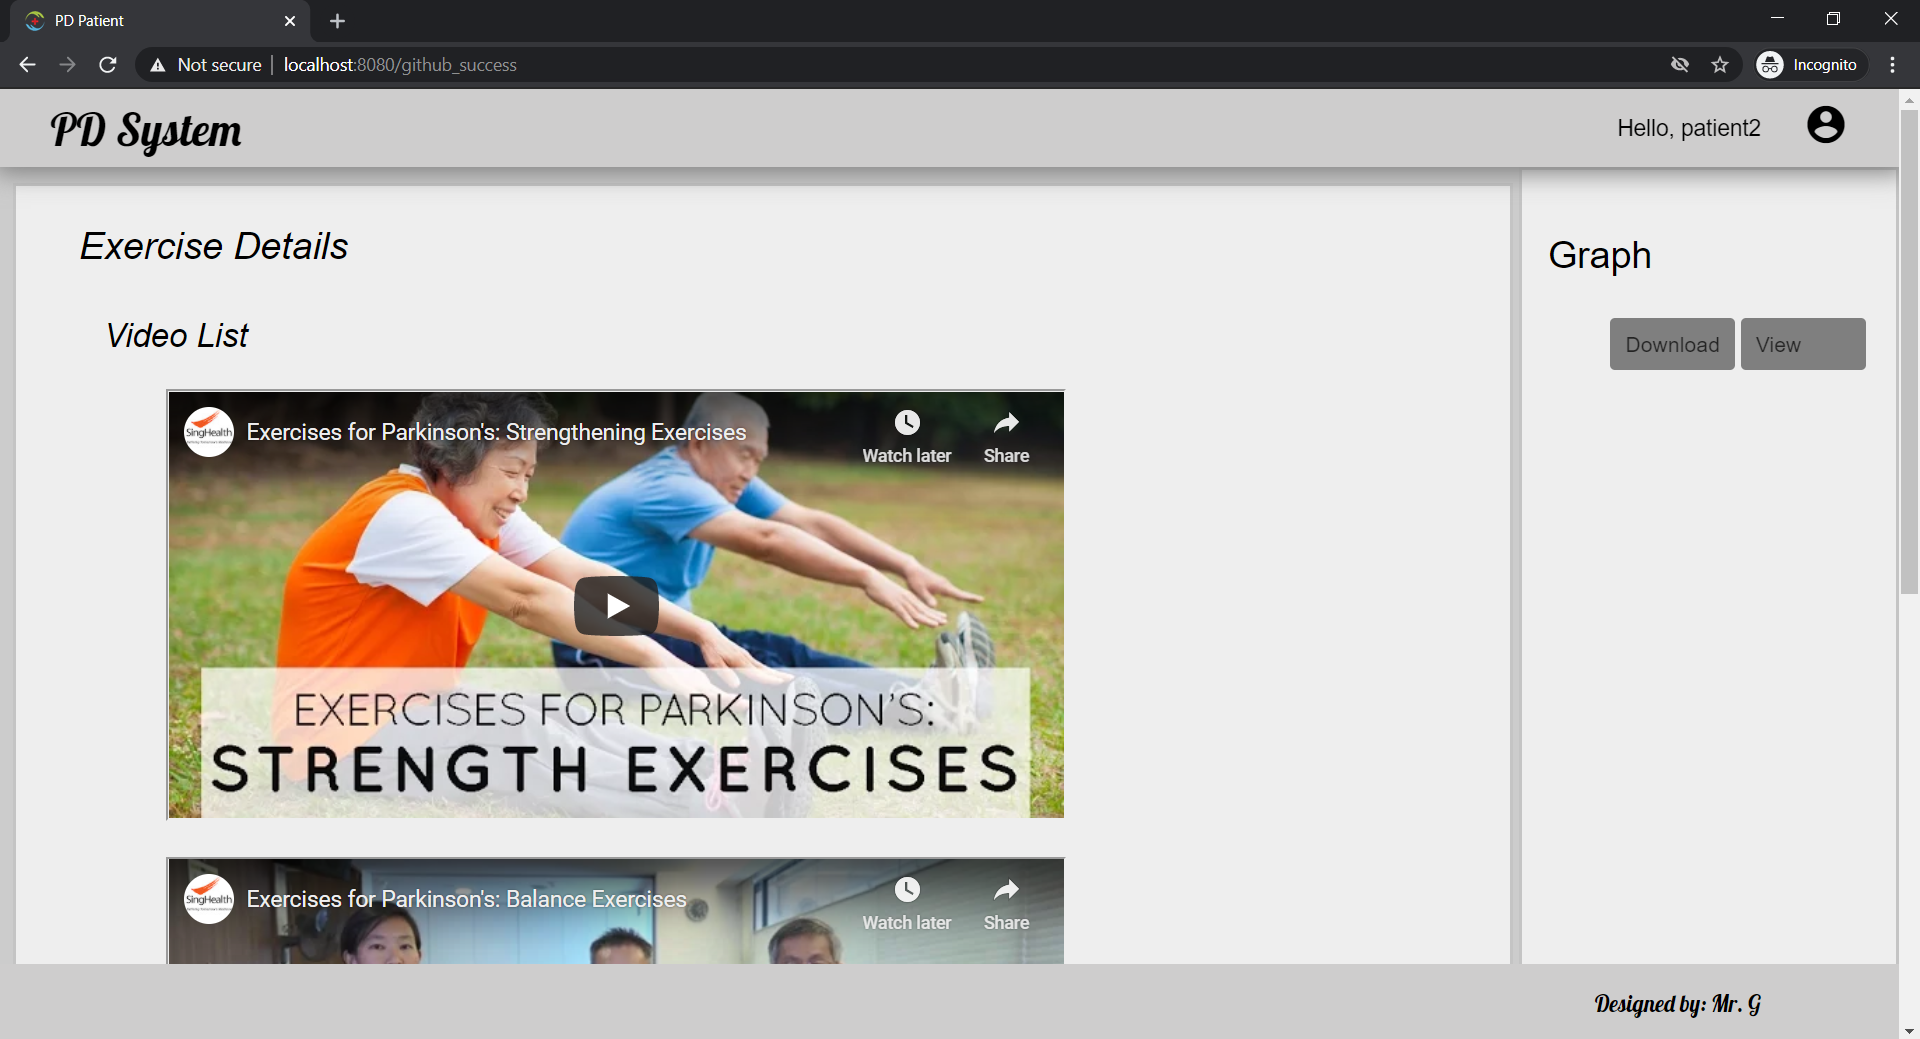 PD Patient
Not secure
localhost:8080/github_success
Incognito
PD System
Hello, patient2
Exercise Details
Graph
Video List
Download
View
SingHealth
Exercises for Parkinson's: Strengthening Exercises
Watch later
Share
EXERCISES FOR PARKINSON'S:
STRENGTH EXERCISES
SingHealth
Exercises for Parkinson's: Balance Exercises
Watch later
Share
Designed by: Mr. G